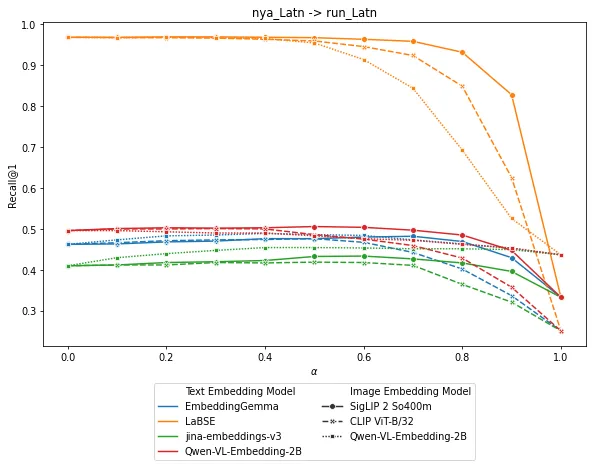 nya_Latn -> run_Latn
Recall@1
1.0
0.9
0.8
0.7
0.6
0.5
0.4
0.3
0.0 0.2 0.4 0.6 0.8 1.0
α
Text Embedding Model Image Embedding Model
EmbeddingGemma SigLIP 2 So400m
LaBSE CLIP ViT-B/32
jina-embeddings-v3 Qwen-VL-Embedding-2B
Qwen-VL-Embedding-2B